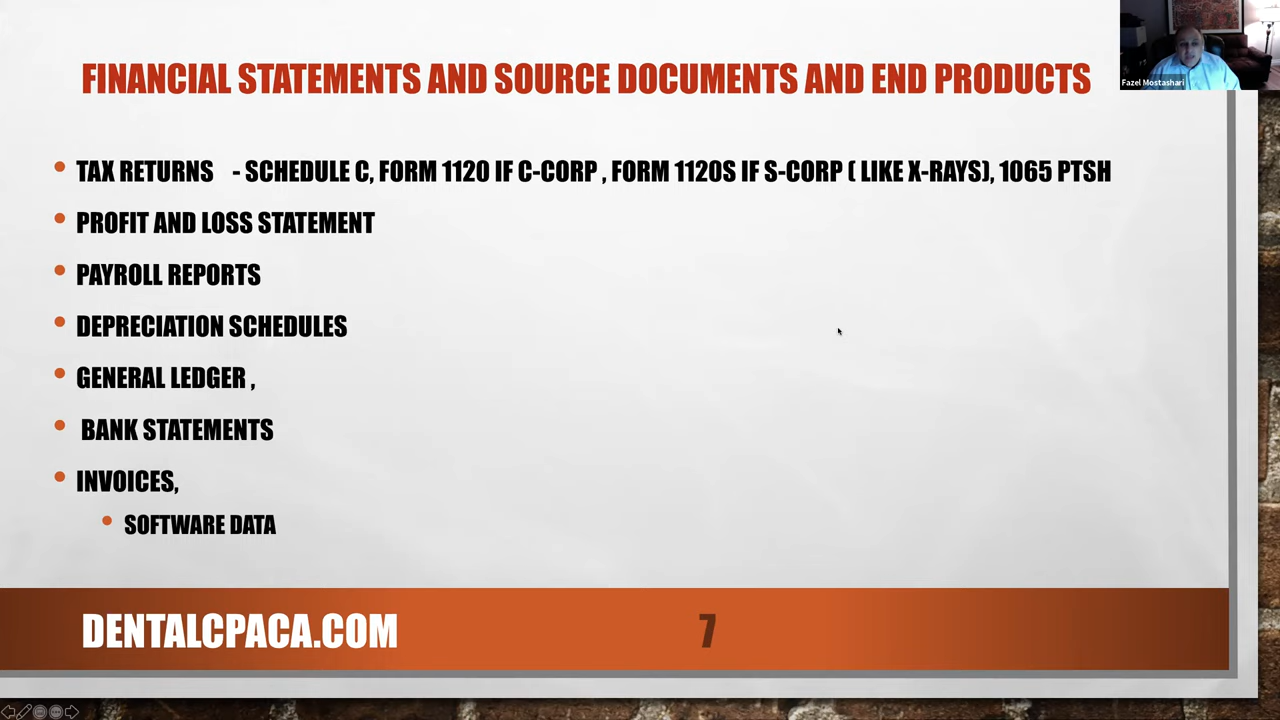 FINANCIAL STATEMENTS AND SOURCE DOCUMENTS AND END PRODUCTS
Fazel Mostashari
TAX RETURNS - SCHEDULE C, FORM 1120 IF C-CORP , FORM 1120S IF S-CORP ( LIKE X-RAYS), 1065 PTSH
PROFIT AND LOSS STATEMENT
PAYROLL REPORTS
DEPRECIATION SCHEDULES
GENERAL LEDGER ,
BANK STATEMENTS
INVOICES,
SOFTWARE DATA
DENTALCPACA.COM
7